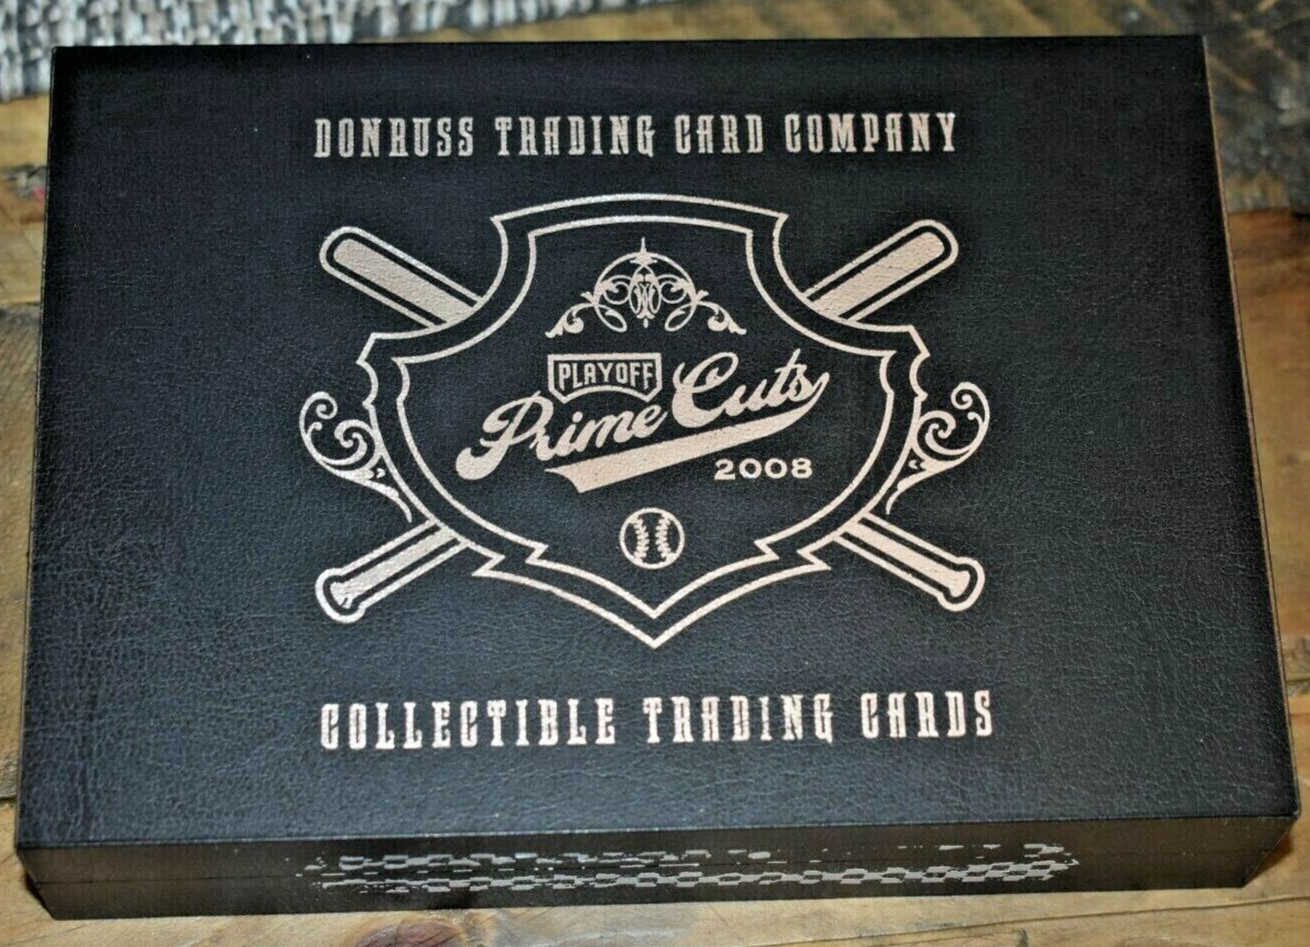 DONRUSS TRADING CARD COMPANY
PLAYOFF
Prime Cuts
2008
COLLECTIBLE TRADING CARDS